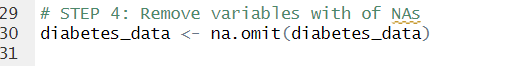 29 # STEP 4: Remove variables with of NAs
30 diabetes_data <- na.omit(diabetes_data)
31